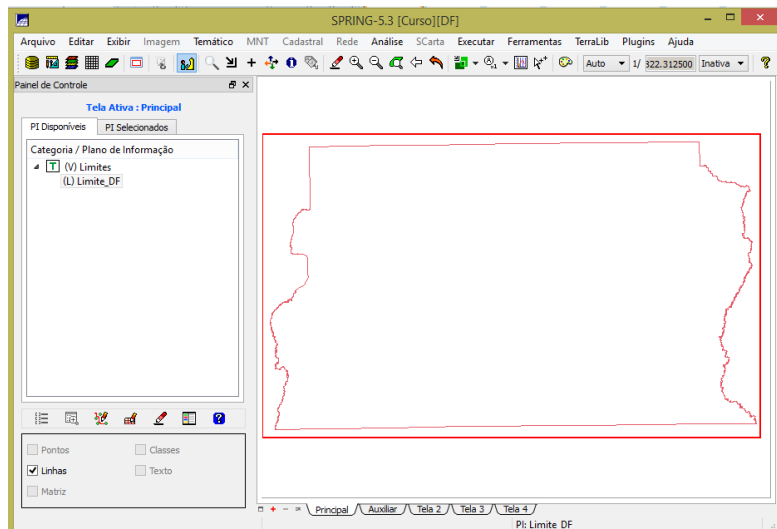 SPRING-5.3 [Curso][DF]
Arquivo Editar Exibir Imagem Temático MNT Cadastral Rede Análise SCarta Executar Ferramentas TerraLib Plugins Ajuda
Auto 1/ 322.312500 Inativa
Painel de Controle
Tela Ativa : Principal
PI Disponíveis PI Selecionados
Categoria / Plano de Informação
T (V) Limites
(L) Limite_DF
Pontos Classes
Linhas Texto
Matriz
Principal Auxiliar Tela 2 Tela 3 Tela 4
PI: Limite_DF